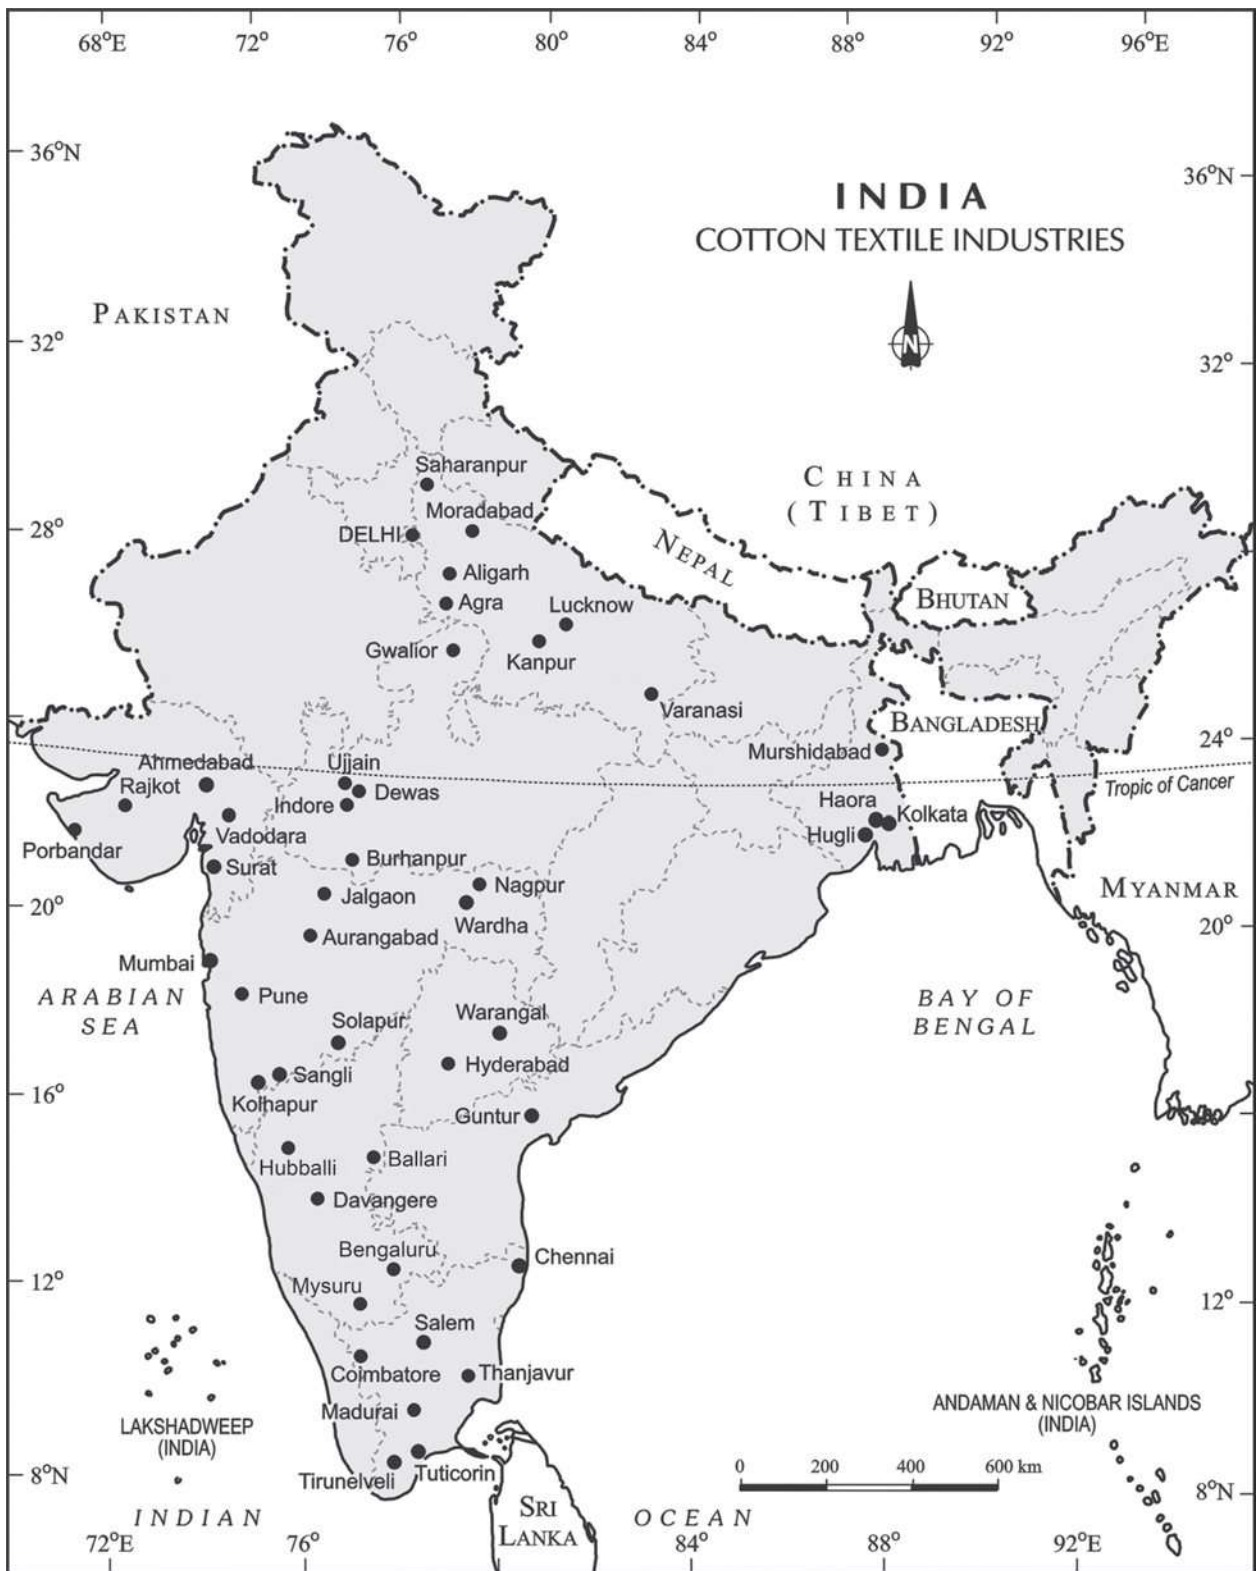 68°E 72° 76° 80° 84° 88° 92° 96°E
36°N
36°N
INDIA
COTTON TEXTILE INDUSTRIES
N
PAKISTAN
32°
32°
CHINA
(TIBET)
Saharanpur
Moradabad
28°
DELHI
NEPAL
Aligarh
BHUTAN
Agra
Lucknow
Gwalior
Kanpur
Varanasi
BANGLADESH
24°
Murshidabad
Ahmedabad
Ujjain
Tropic of Cancer
Rajkot
Dewas
Indore
Haora
Kolkata
Vadodara
Hugli
Porbandar
Burhanpur
Surat
Nagpur
Jalgaon
MYANMAR
20°
20°
Wardha
Aurangabad
Mumbai
ARABIAN
SEA
Pune
BAY OF
BENGAL
Solapur
Warangal
Hyderabad
Sangli
16°
Kolhapur
Guntur
Hubballi
Ballari
Davangere
Bengaluru
Chennai
12°
Mysuru
12°
Salem
Coimbatore
Thanjavur
Madurai
ANDAMAN & NICOBAR ISLANDS
(INDIA)
LAKSHADWEEP
(INDIA)
Tirunelveli
Tuticorin
0 200 400 600 km
8°N
8°N
SRI
LANKA
INDIAN OCEAN
72°E 76° 84° 88° 92°E